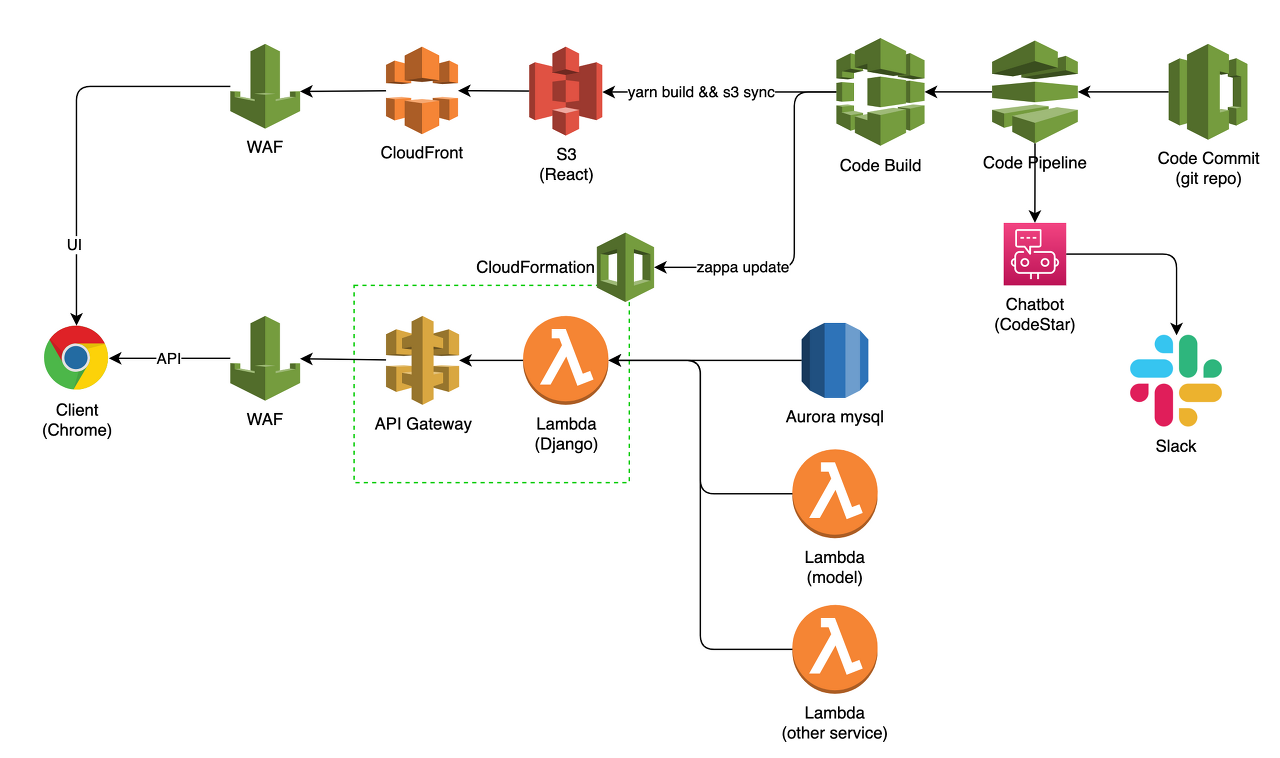 yarn build && s3 sync
WAF
CloudFront
S3
(React)
Code Build
Code Pipeline
Code Commit
(git repo)
UI
CloudFormation
zappa update
Chatbot
(CodeStar)
API
Client
(Chrome)
WAF
API Gateway
Lambda
(Django)
Aurora mysql
Slack
Lambda
(model)
Lambda
(other service)